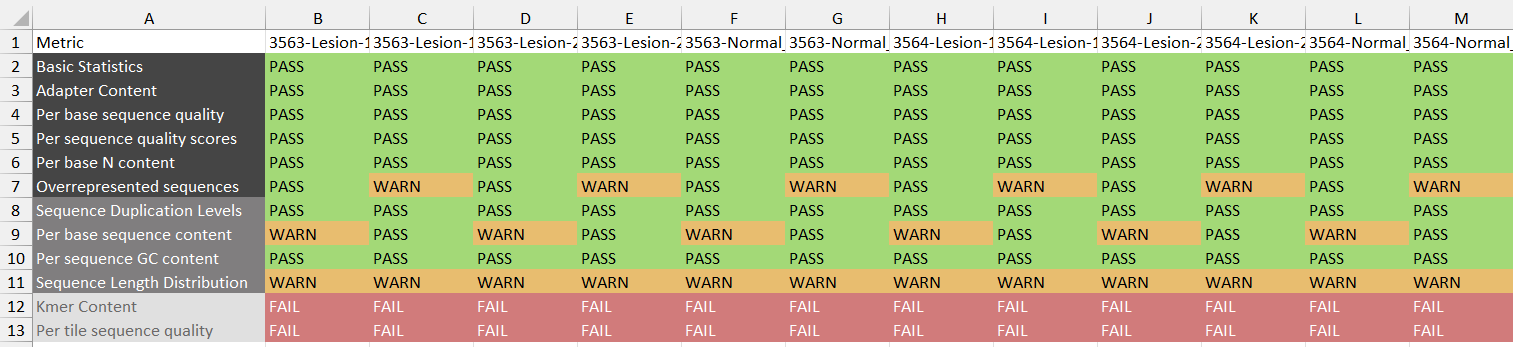 A B C D E F G H I J K L M
1 Metric 3563-Lesion-1 3563-Lesion-1 3563-Lesion-2 3563-Lesion-2 3563-Normal_ 3563-Normal_ 3564-Lesion-1 3564-Lesion-1 3564-Lesion-2 3564-Lesion-2 3564-Normal_ 3564-Normal_
2 Basic Statistics PASS PASS PASS PASS PASS PASS PASS PASS PASS PASS PASS PASS
3 Adapter Content PASS PASS PASS PASS PASS PASS PASS PASS PASS PASS PASS PASS
4 Per base sequence quality PASS PASS PASS PASS PASS PASS PASS PASS PASS PASS PASS PASS
5 Per sequence quality scores PASS PASS PASS PASS PASS PASS PASS PASS PASS PASS PASS PASS
6 Per base N content PASS PASS PASS PASS PASS PASS PASS PASS PASS PASS PASS PASS
7 Overrepresented sequences PASS WARN PASS WARN PASS WARN PASS WARN PASS WARN PASS WARN
8 Sequence Duplication Levels PASS PASS PASS PASS PASS PASS PASS PASS PASS PASS PASS PASS
9 Per base sequence content WARN PASS WARN PASS WARN PASS WARN PASS WARN PASS WARN PASS
10 Per sequence GC content PASS PASS PASS PASS PASS PASS PASS PASS PASS PASS PASS PASS
11 Sequence Length Distribution WARN WARN WARN WARN WARN WARN WARN WARN WARN WARN WARN WARN
12 Kmer Content FAIL FAIL FAIL FAIL FAIL FAIL FAIL FAIL FAIL FAIL FAIL FAIL
13 Per tile sequence quality FAIL FAIL FAIL FAIL FAIL FAIL FAIL FAIL FAIL FAIL FAIL FAIL